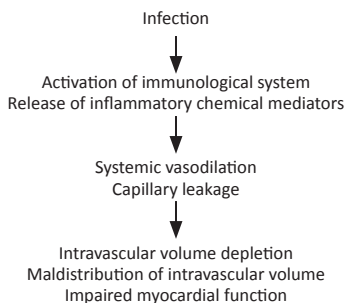 Infection
Activation of immunological system
Release of inflammatory chemical mediators
Systemic vasodilation
Capillary leakage
Intravascular volume depletion
Maldistribution of intravascular volume
Impaired myocardial function